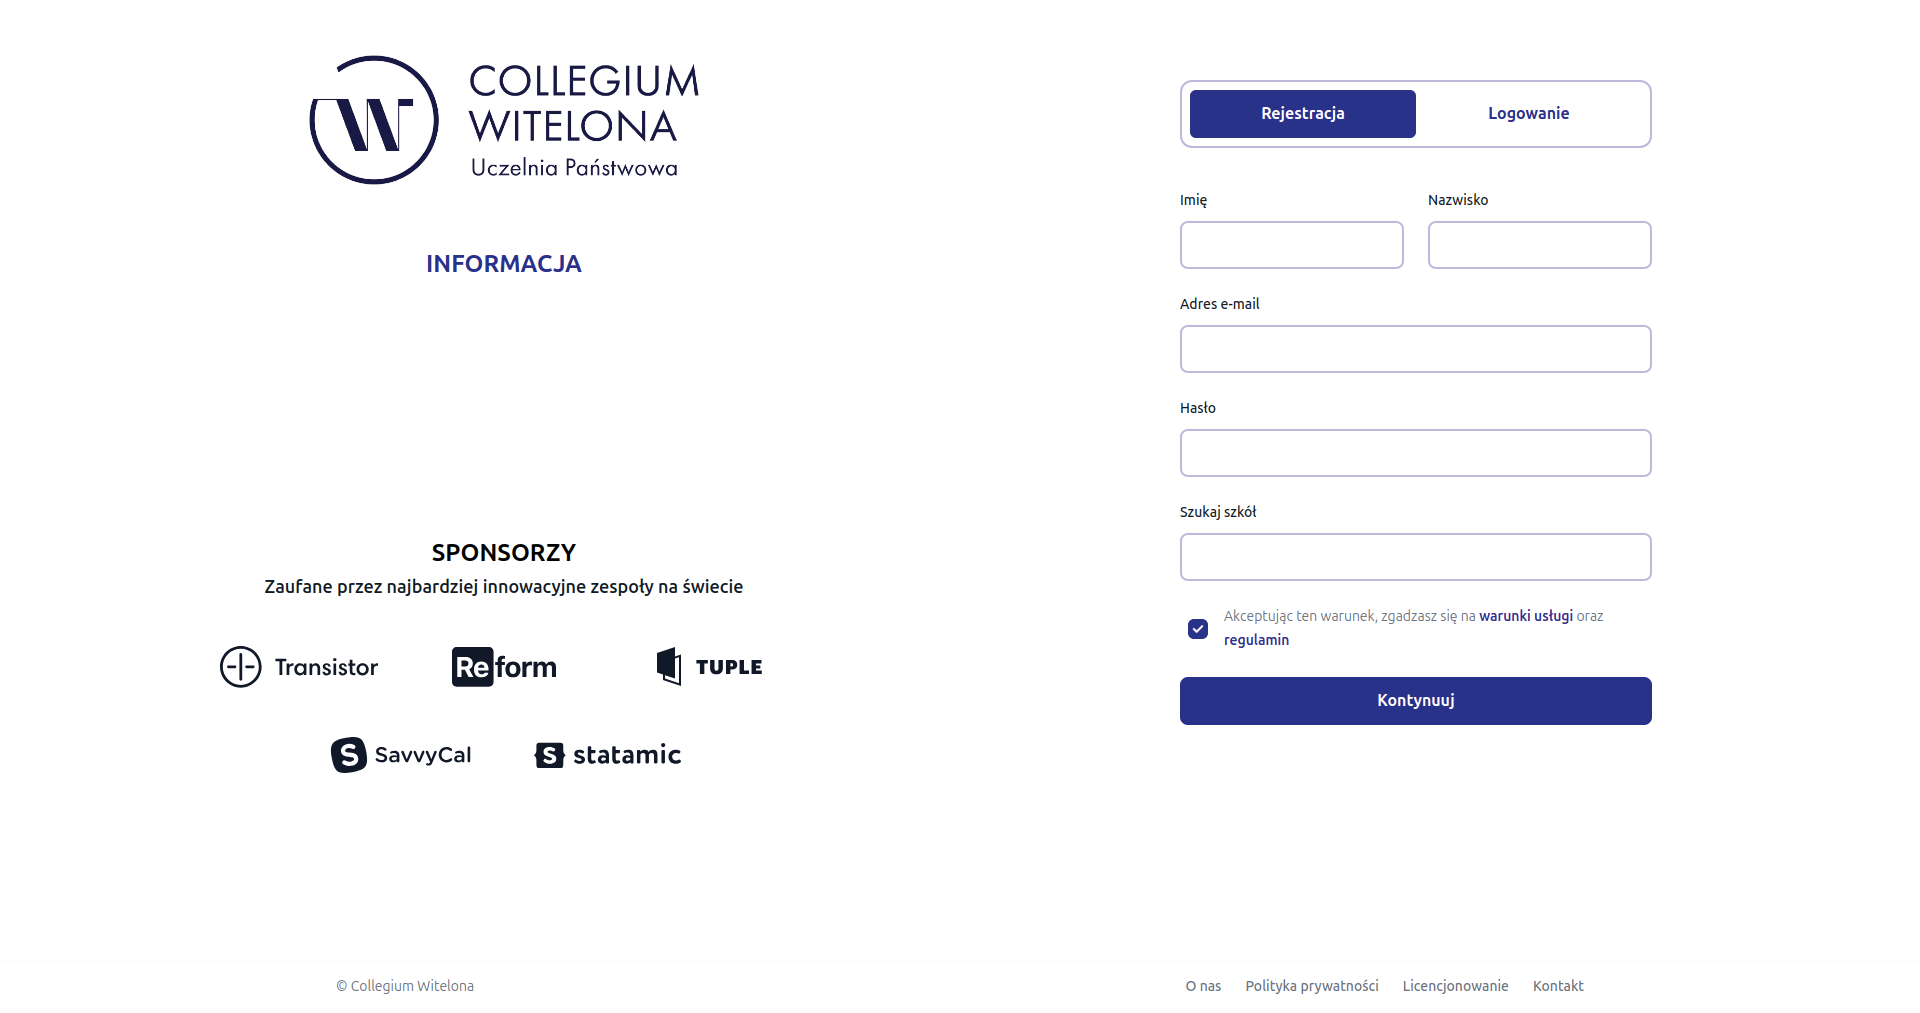 COLLEGIUM
WITELONA
Uczelnia Państwowa
INFORMACJA
SPONSORZY
Zaufane przez najbardziej innowacyjne zespoły na świecie
Transistor
Reform
TUPLE
SavvyCal
statamic
Rejestracja
Logowanie
Imię
Nazwisko
Adres e-mail
Hasło
Szukaj szkół
Akceptując ten warunek, zgadzasz się na warunki usługi oraz
regulamin
Kontynuuj
© Collegium Witelona
O nas
Polityka prywatności
Licencjonowanie
Kontakt